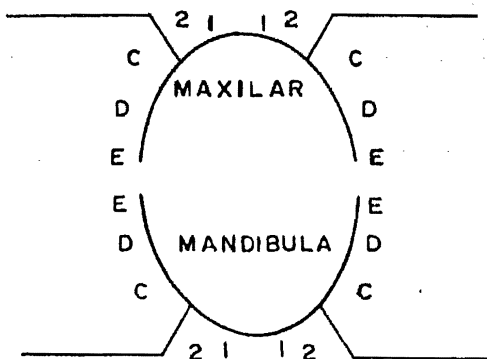 2 1 1 2
C C
MAXILAR
D D
E E
E E
D MANDIBULA D
C C
2 1 1 2